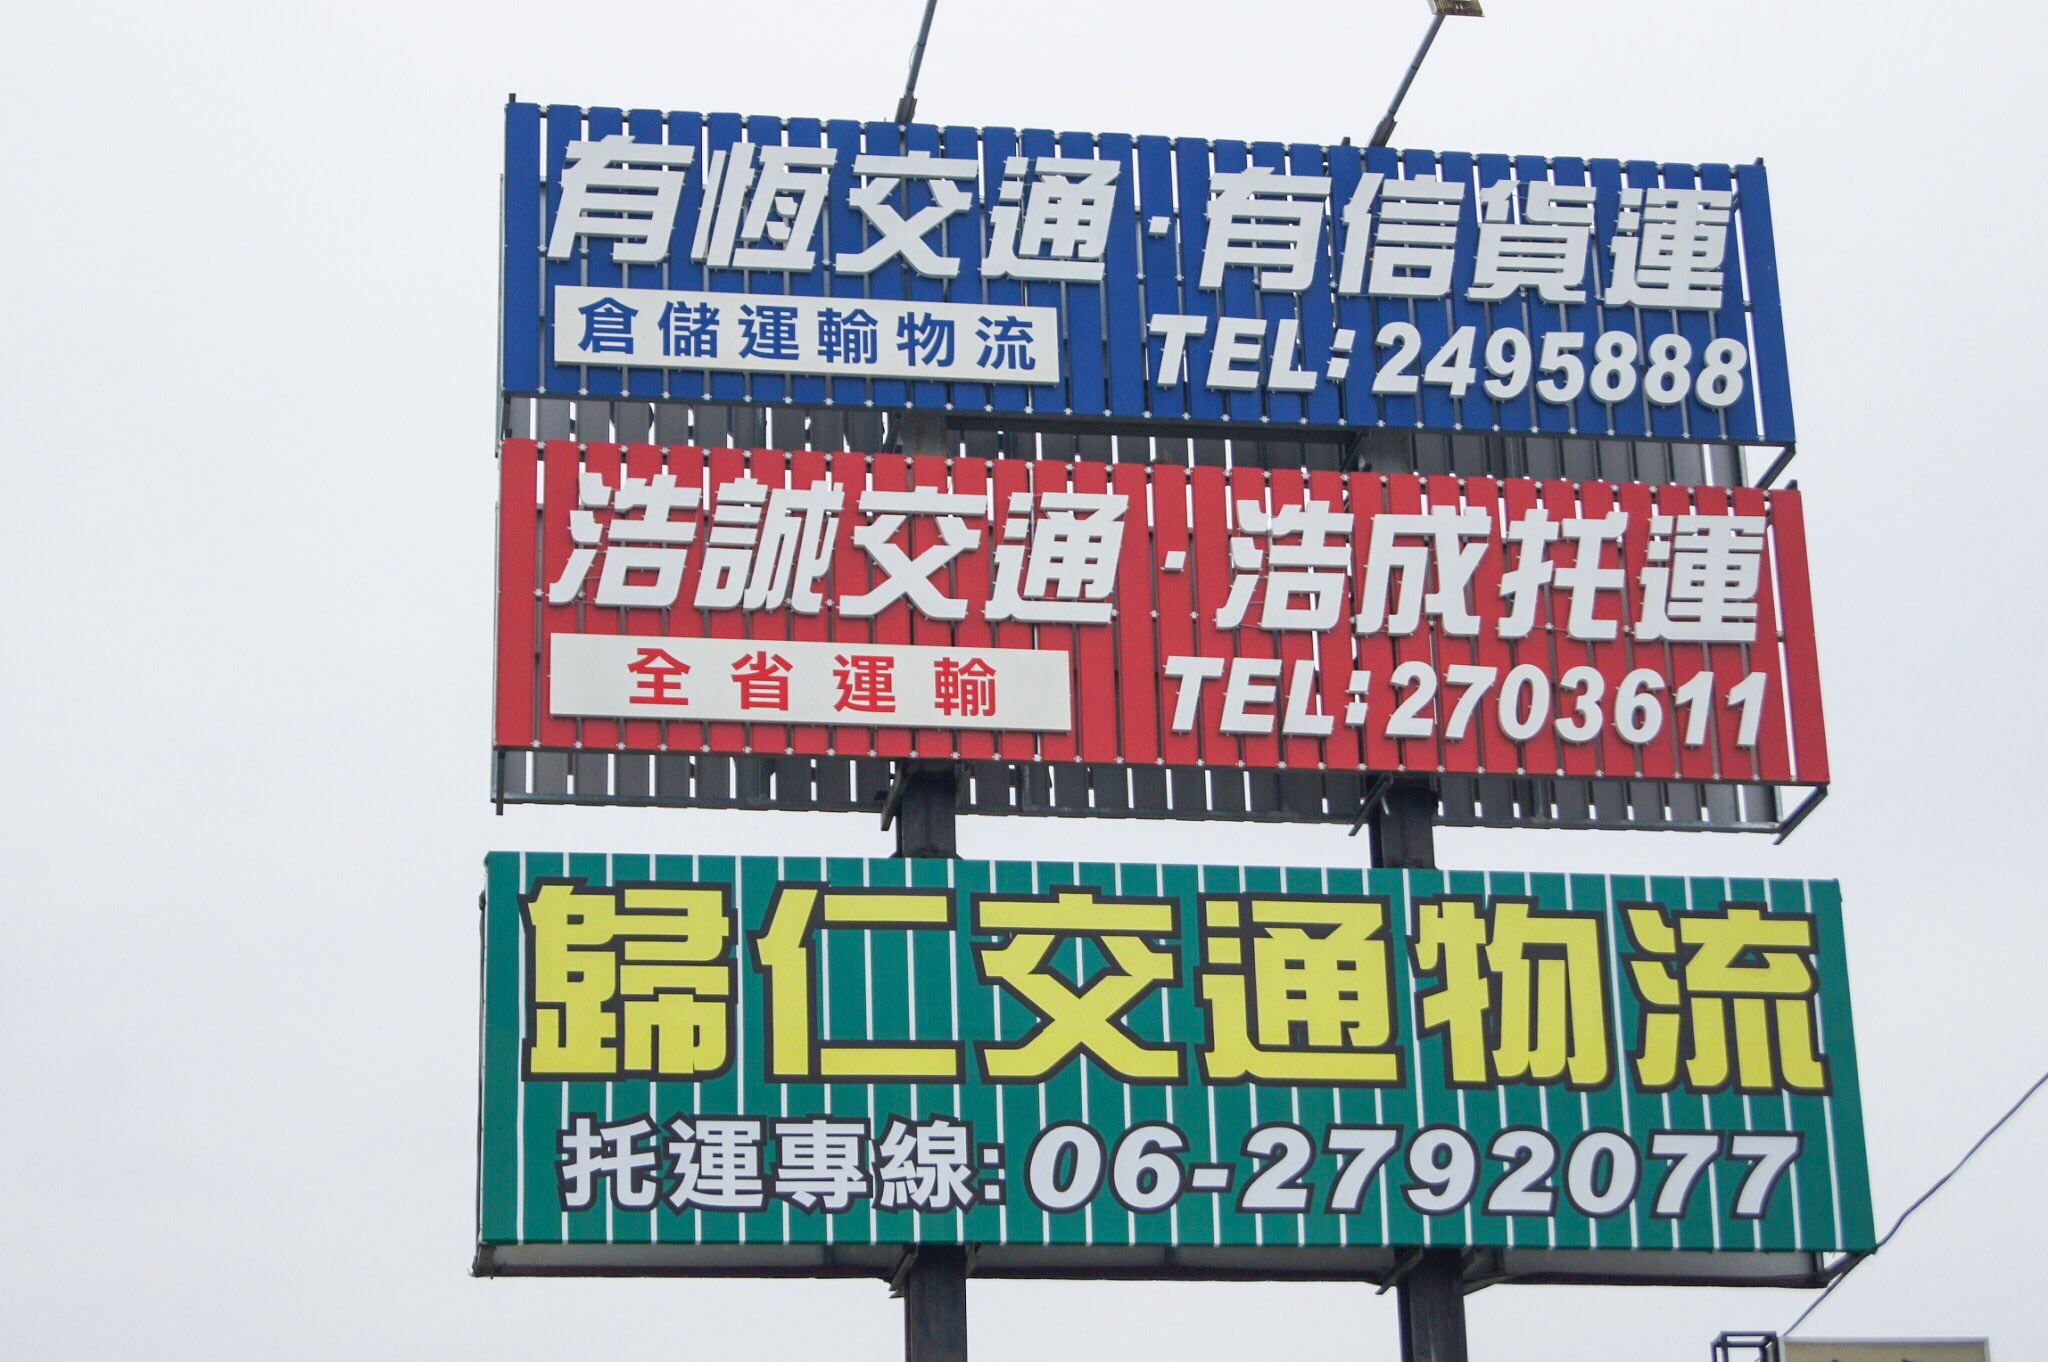 有恆交通·有信貨運
倉儲運輸物流
TEL:2495888
浩誠交通·浩成托運
全省運輸
TEL:2703611
歸仁交通物流
托運專線:06-2792077